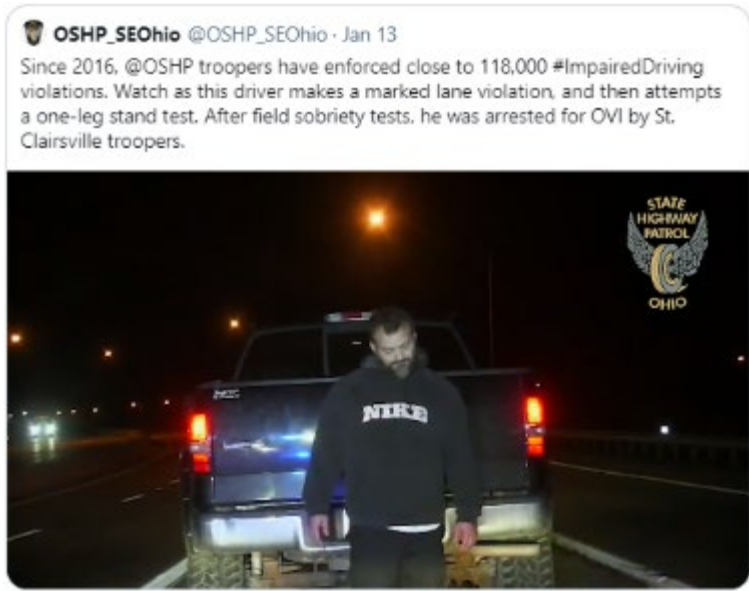 OSHP_SEOhio @OSHP_SEOhio · Jan 13
Since 2016, @OSHP troopers have enforced close to 118,000 #ImpairedDriving
violations. Watch as this driver makes a marked lane violation, and then attempts
a one-leg stand test. After field sobriety tests, he was arrested for OVI by St.
Clairsville troopers.
STATE
HIGHWAY
PATROL
OHIO
NIKE